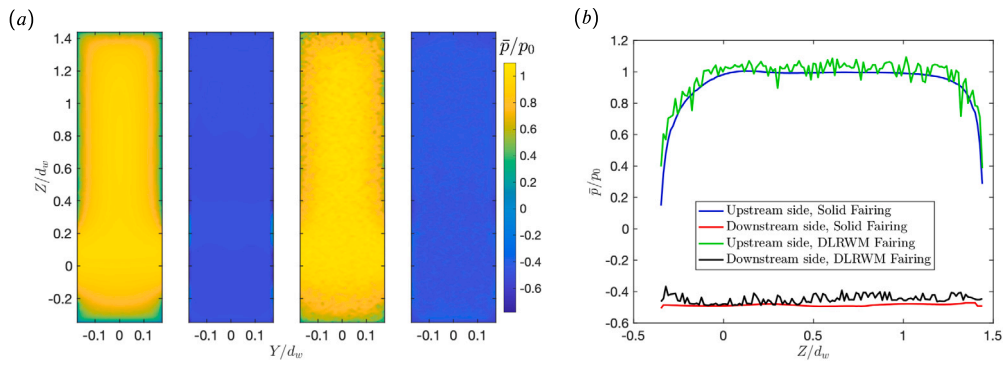 (a)
p̄/p₀
1.4
1.2
1
0.8
0.6
0.4
0.2
0
-0.2
Z/d_w
-0.1 0 0.1
-0.1 0 0.1
-0.1 0 0.1
-0.1 0 0.1
Y/d_w
1
0.8
0.6
0.4
0.2
0
-0.2
-0.4
-0.6
(b)
1.2
1
0.8
0.6
0.4
0.2
0
-0.2
-0.4
-0.6
p̄/p₀
Upstream side, Solid Fairing
Downstream side, Solid Fairing
Upstream side, DLRWM Fairing
Downstream side, DLRWM Fairing
-0.5 0 0.5 1 1.5
Z/d_w